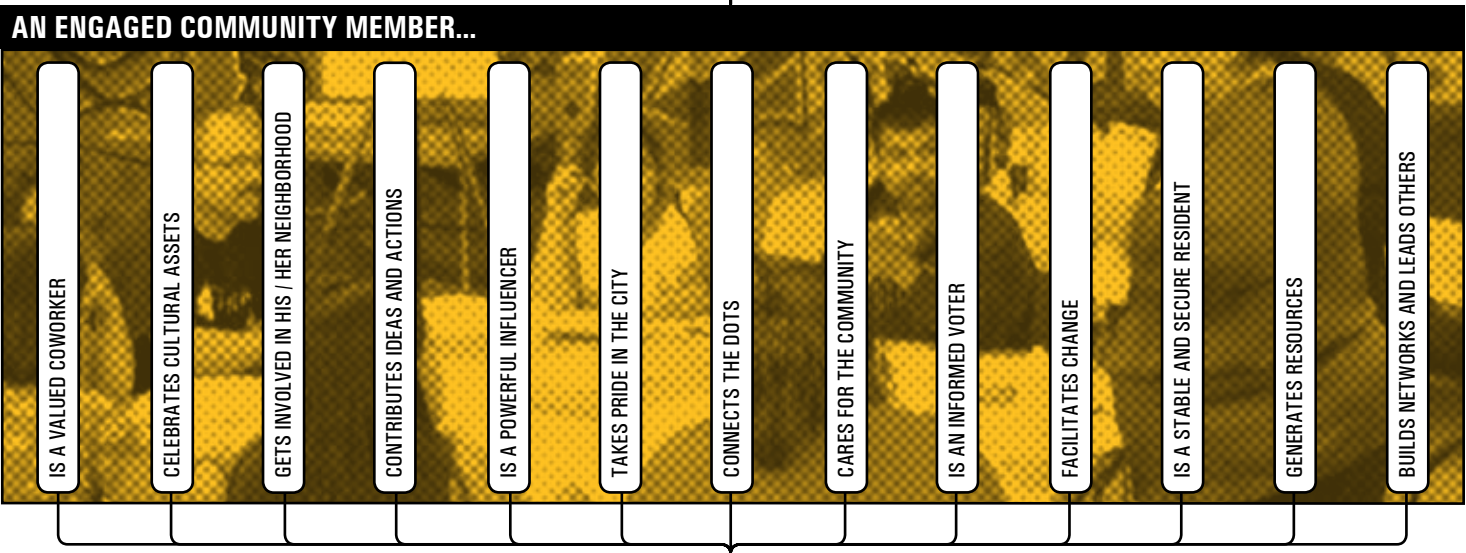 AN ENGAGED COMMUNITY MEMBER...
IS A VALUED COWORKER
CELEBRATES CULTURAL ASSETS
GETS INVOLVED IN HIS / HER NEIGHBORHOOD
CONTRIBUTES IDEAS AND ACTIONS
IS A POWERFUL INFLUENCER
TAKES PRIDE IN THE CITY
CONNECTS THE DOTS
CARES FOR THE COMMUNITY
IS AN INFORMED VOTER
FACILITATES CHANGE
IS A STABLE AND SECURE RESIDENT
GENERATES RESOURCES
BUILDS NETWORKS AND LEADS OTHERS